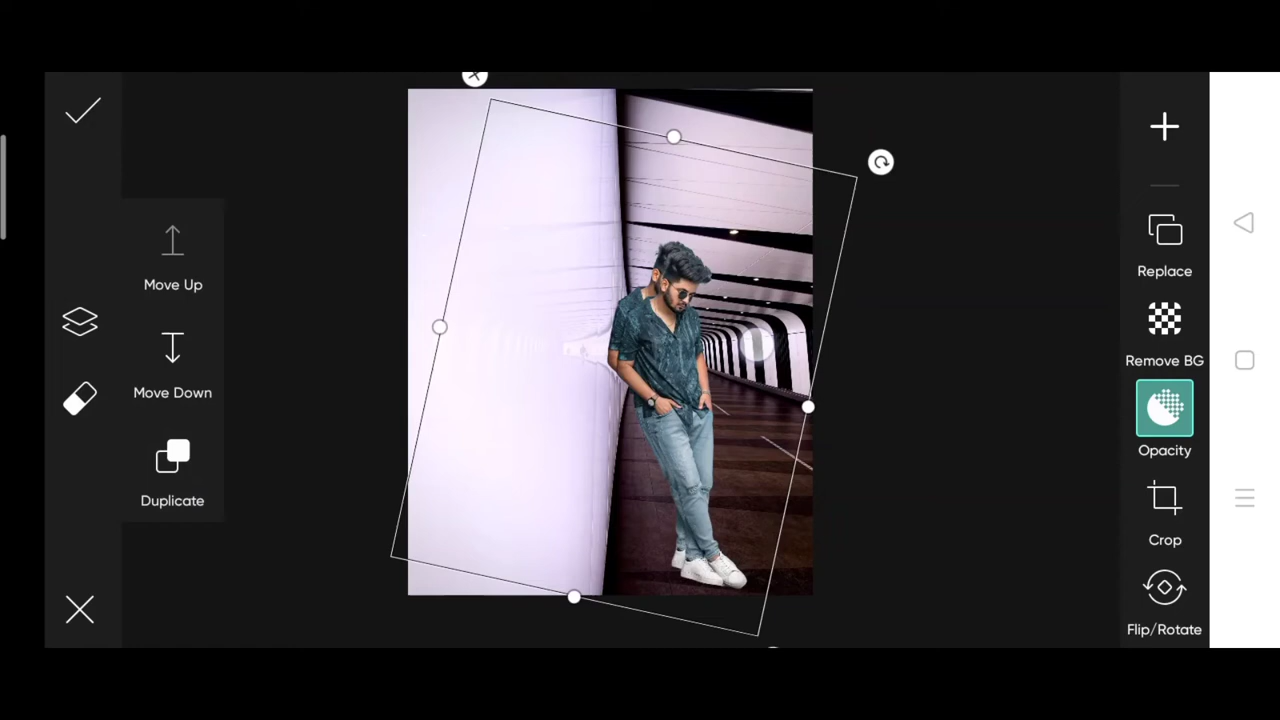 Move Up
Move Down
Duplicate
Replace
Remove BG
Opacity
Crop
Flip/Rotate